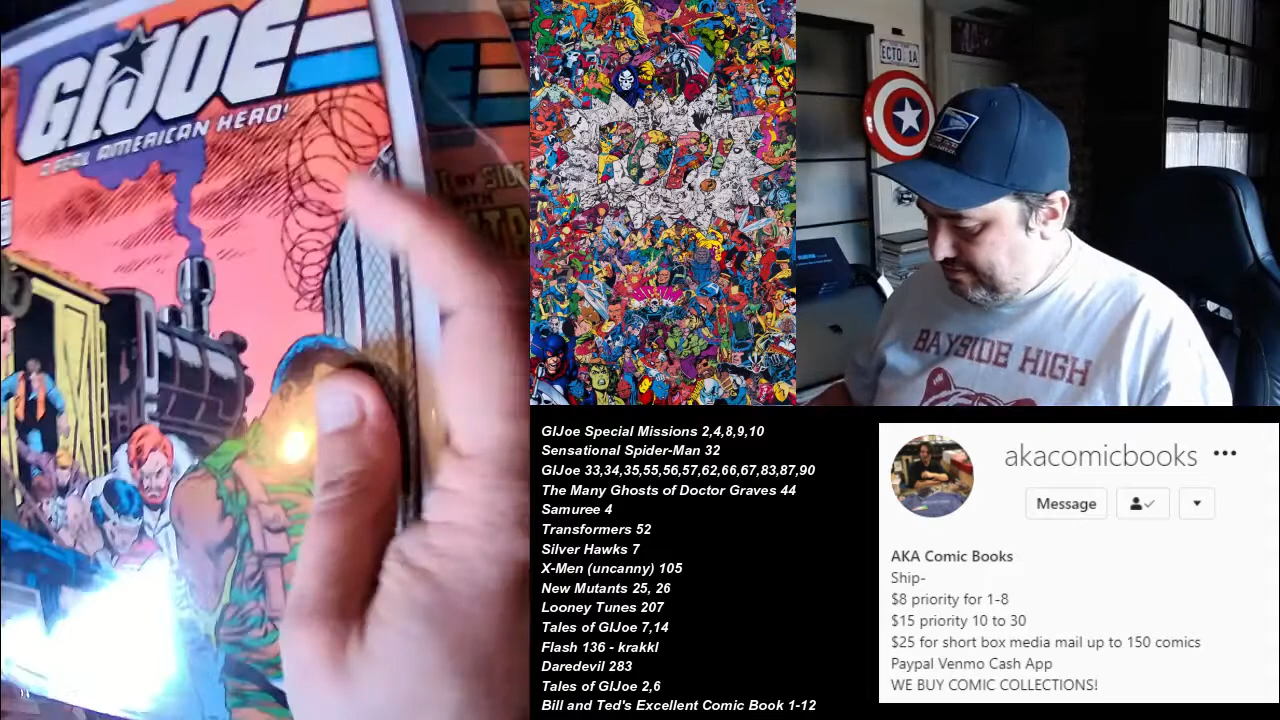 G.I.JOE
A REAL AMERICAN HERO!
SIDE
WITH
ECTO-1A
BAYSIDE HIGH
GIJoe Special Missions 2,4,8,9,10
Sensational Spider-Man 32
GIJoe 33,34,35,55,56,57,62,66,67,83,87,90
The Many Ghosts of Doctor Graves 44
Samuree 4
Transformers 52
Silver Hawks 7
X-Men (uncanny) 105
New Mutants 25, 26
Looney Tunes 207
Tales of GIJoe 7,14
Flash 136 - krakkl
Daredevil 283
Tales of GIJoe 2,6
Bill and Ted's Excellent Comic Book 1-12
akacomicbooks
Message
AKA Comic Books
Ship-
$8 priority for 1-8
$15 priority 10 to 30
$25 for short box media mail up to 150 comics
Paypal Venmo Cash App
WE BUY COMIC COLLECTIONS!